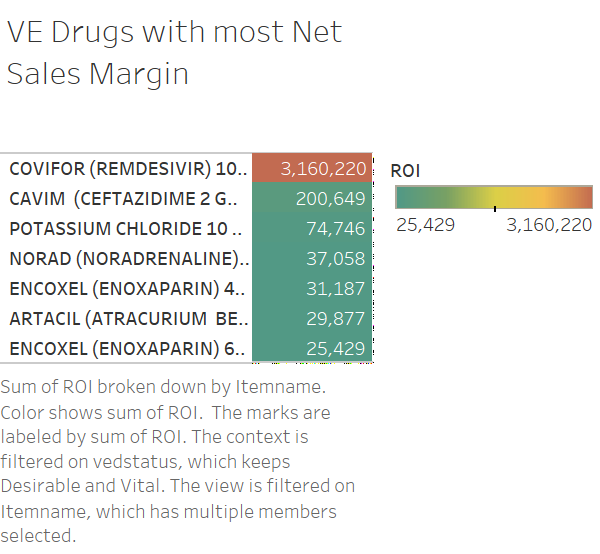 VE Drugs with most Net
Sales Margin
COVIFOR (REMDESIVIR) 10.. 3,160,220
CAVIM (CEFTAZIDIME 2 G.. 200,649
POTASSIUM CHLORIDE 10 .. 74,746
NORAD (NORADRENALINE).. 37,058
ENCOXEL (ENOXAPARIN) 4.. 31,187
ARTACIL (ATRACURIUM BE.. 29,877
ENCOXEL (ENOXAPARIN) 6.. 25,429
ROI
25,429 3,160,220
Sum of ROI broken down by Itemname.
Color shows sum of ROI. The marks are
labeled by sum of ROI. The context is
filtered on vedstatus, which keeps
Desirable and Vital. The view is filtered on
Itemname, which has multiple members
selected.